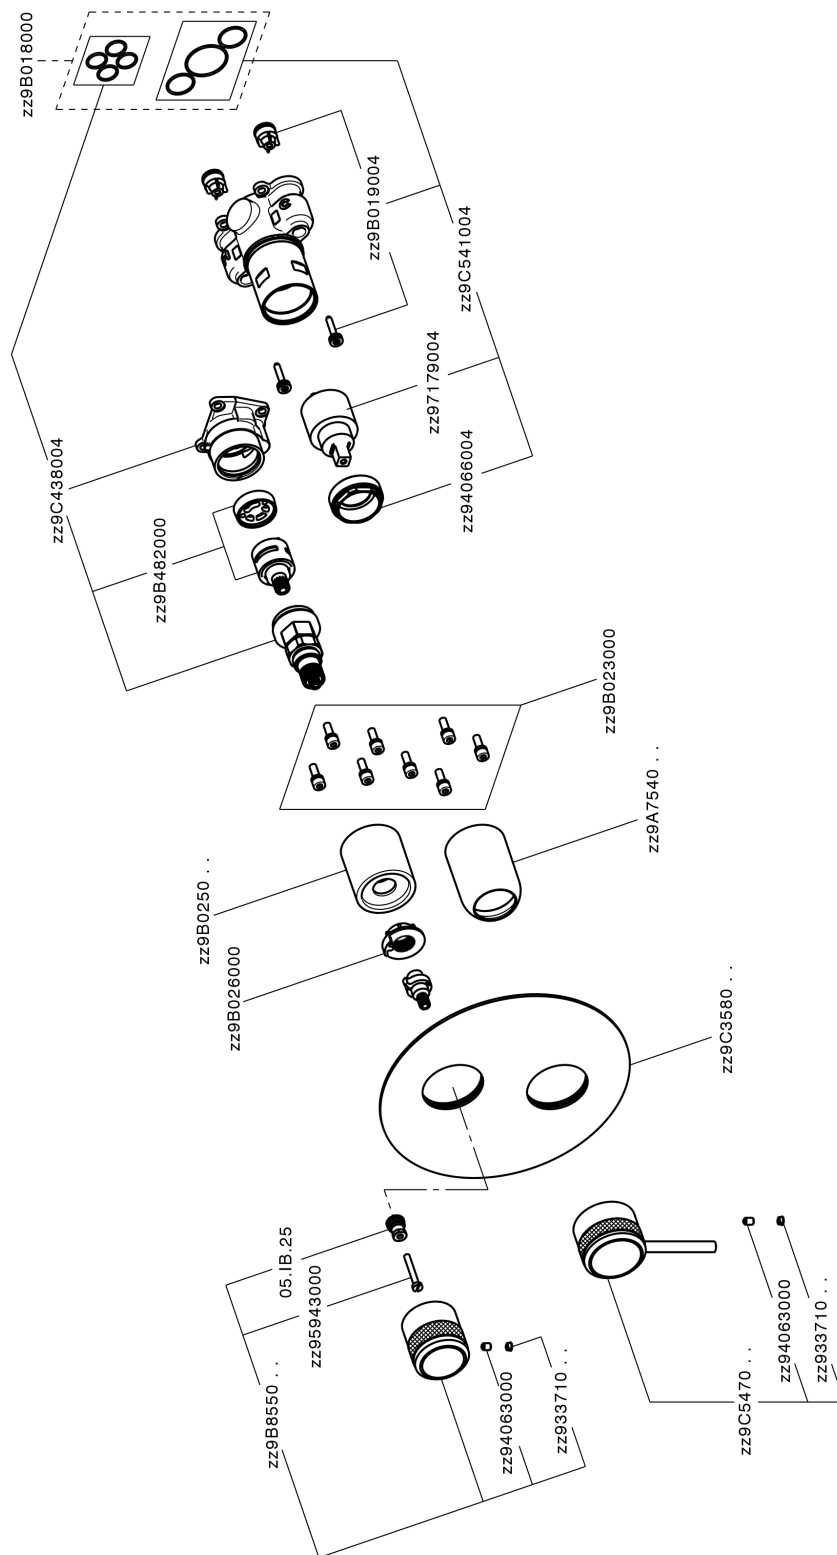 zz9B018000
zz9B019004
zz9C541004
zz97179004
zz94066004
zz9C438004
zz9B482000
zz9B023000
zz9A7540 . .
zz9B0250 . .
zz9B026000
zz9C3580 . .
05.IB.25
zz95943000
zz9B8550 . .
zz94063000
zz933710 . .
zz9C5470 . .
zz94063000
zz933710 . .